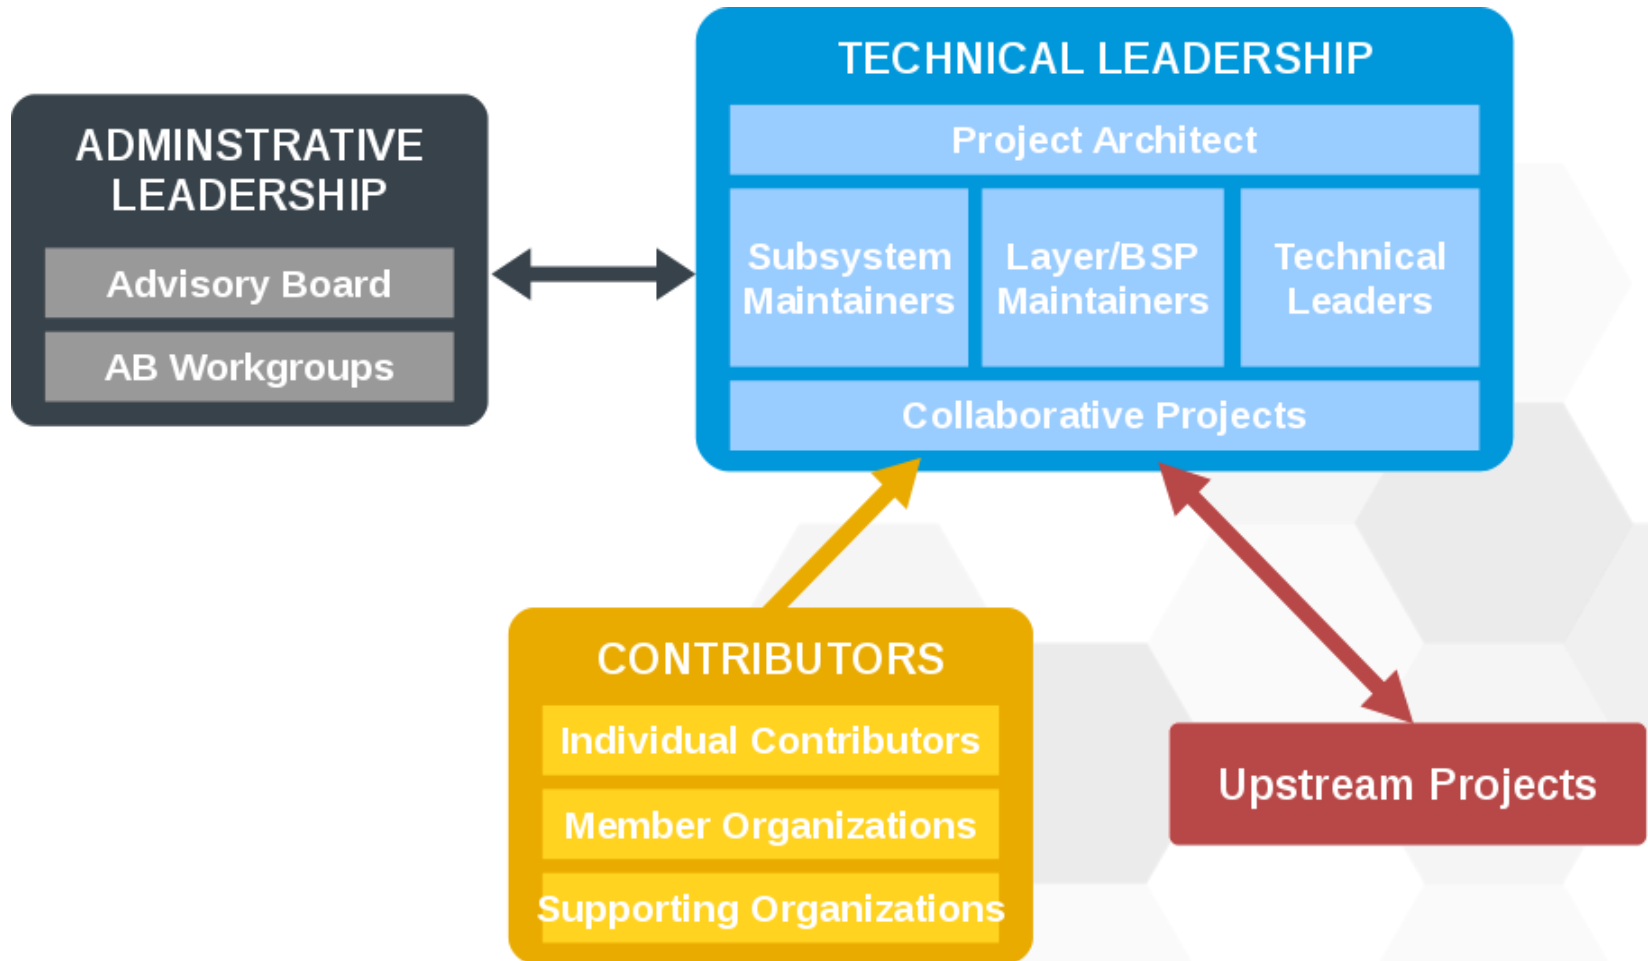 TECHNICAL LEADERSHIP
Project Architect
Subsystem
Maintainers
Layer/BSP
Maintainers
Technical
Leaders
Collaborative Projects
ADMINSTRATIVE
LEADERSHIP
Advisory Board
AB Workgroups
CONTRIBUTORS
Individual Contributors
Member Organizations
Supporting Organizations
Upstream Projects